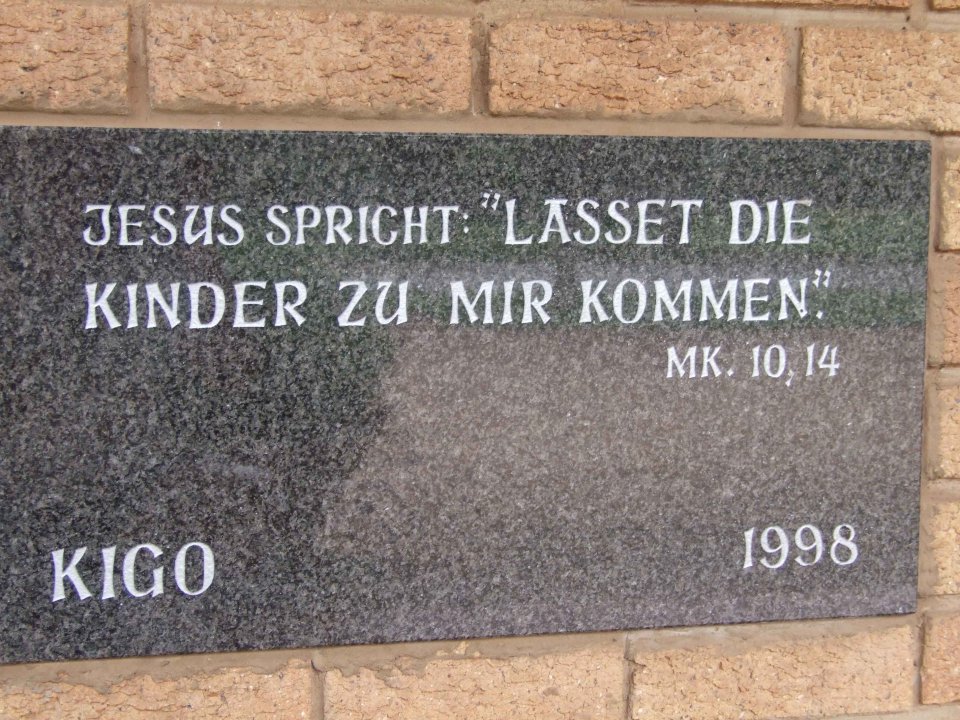 JESUS SPRICHT: "LASSET DIE
KINDER ZU MIR KOMMEN."
MK. 10, 14
KIGO 1998